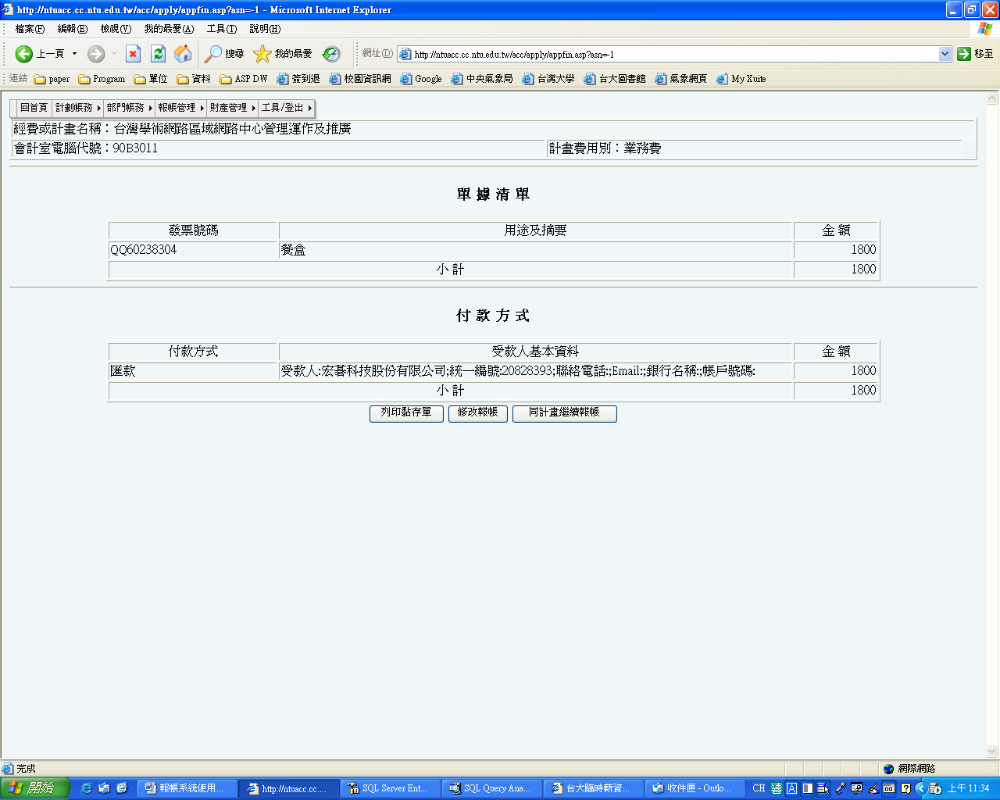 http://ntuacc.cc.ntu.edu.tw/acc/apply/appfin.asp?asn=-1 - Microsoft Internet Explorer
檔案(F) 編輯(E) 檢視(V) 我的最愛(A) 工具(T) 說明(H)
上一頁 搜尋 我的最愛 網址(D) http://ntuacc.cc.ntu.edu.tw/acc/apply/appfin.asp?asn=-1 移至
連結 paper Program 單位 資料 ASP DW 簽到退 校園資訊網 Google 中央氣象局 台灣大學 台大圖書館 氣象網頁 My Xuite
回首頁 計劃帳務 部門帳務 報帳管理 財產管理 工具/登出
經費或計畫名稱：台灣學術網路區域網路中心管理運作及推廣
會計室電腦代號：90B3011 計畫費用別：業務費
單 據 清 單
發票號碼 用途及摘要 金 額
QQ60238304 餐盒 1800
小 計 1800
付 款 方 式
付款方式 受款人基本資料 金 額
匯款 受款人:宏碁科技股份有限公司;統一編號:20828393;聯絡電話:;Email:;銀行名稱:;帳戶號碼: 1800
小 計 1800
列印黏存單 修改報帳 同計畫繼續報帳
完成 網際網路
開始 報帳系統使用... http://ntuacc.cc.... SQL Server Ent... SQL Query Ana... 台大臨時薪資... 收件匣 - Outlo... CH 上午 11:34